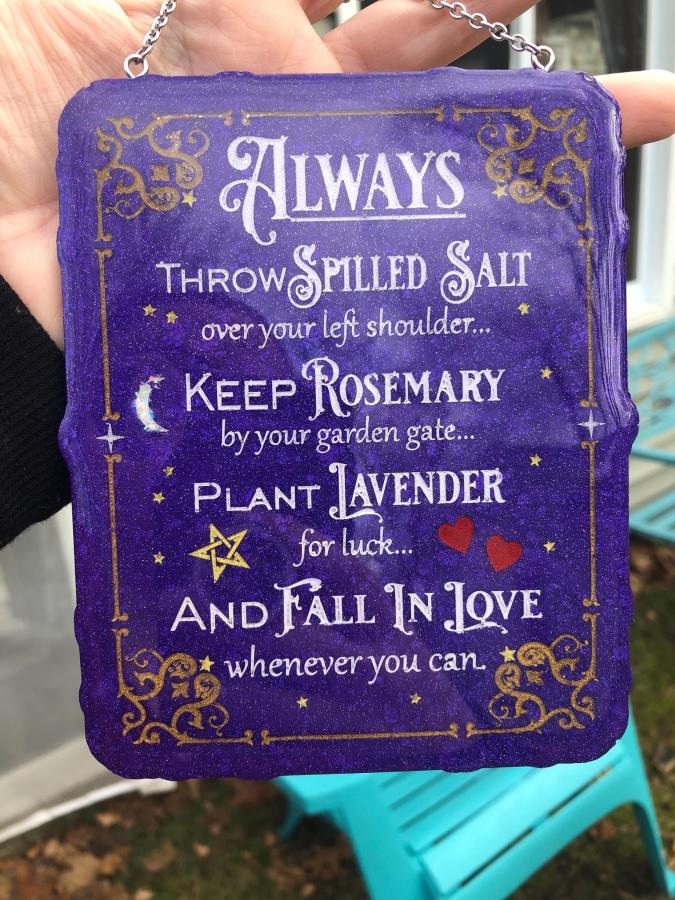 Always
Throw Spilled Salt
over your left shoulder...
Keep Rosemary
by your garden gate...
Plant Lavender
for luck...
And Fall In Love
whenever you can.